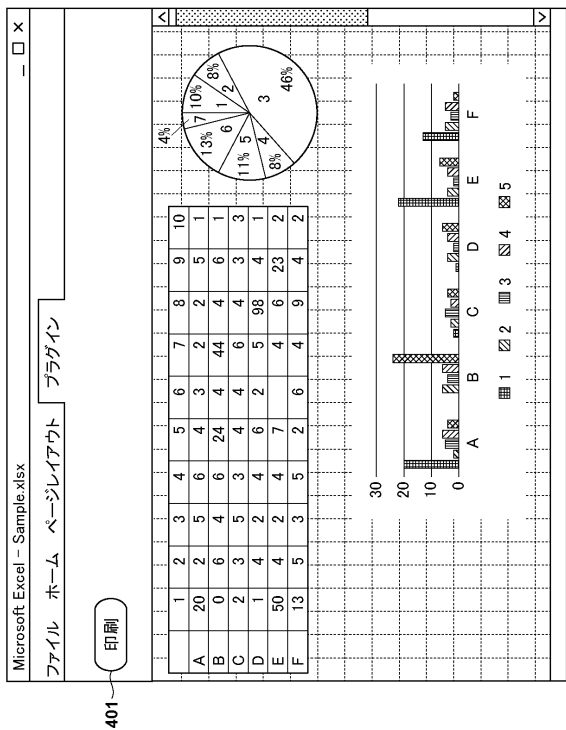 Microsoft Excel - Sample.xlsx
ファイル ホーム ページレイアウト プラグイン
印刷
401
1 2 3 4 5 6 7 8 9 10
A 20 2 5 6 4 3 2 2 5 1
B 0 6 4 6 24 4 44 4 6 1
C 2 3 5 3 4 4 6 4 3 3
D 1 4 2 4 6 2 5 98 4 1
E 50 4 2 4 7 4 6 23 2
F 13 5 3 5 2 6 4 9 4 2
4%
10%
8%
13%
11%
8%
46%
7
1
2
6
5
4
3
30
20
10
0
A B C D E F
1 2 3 4 5